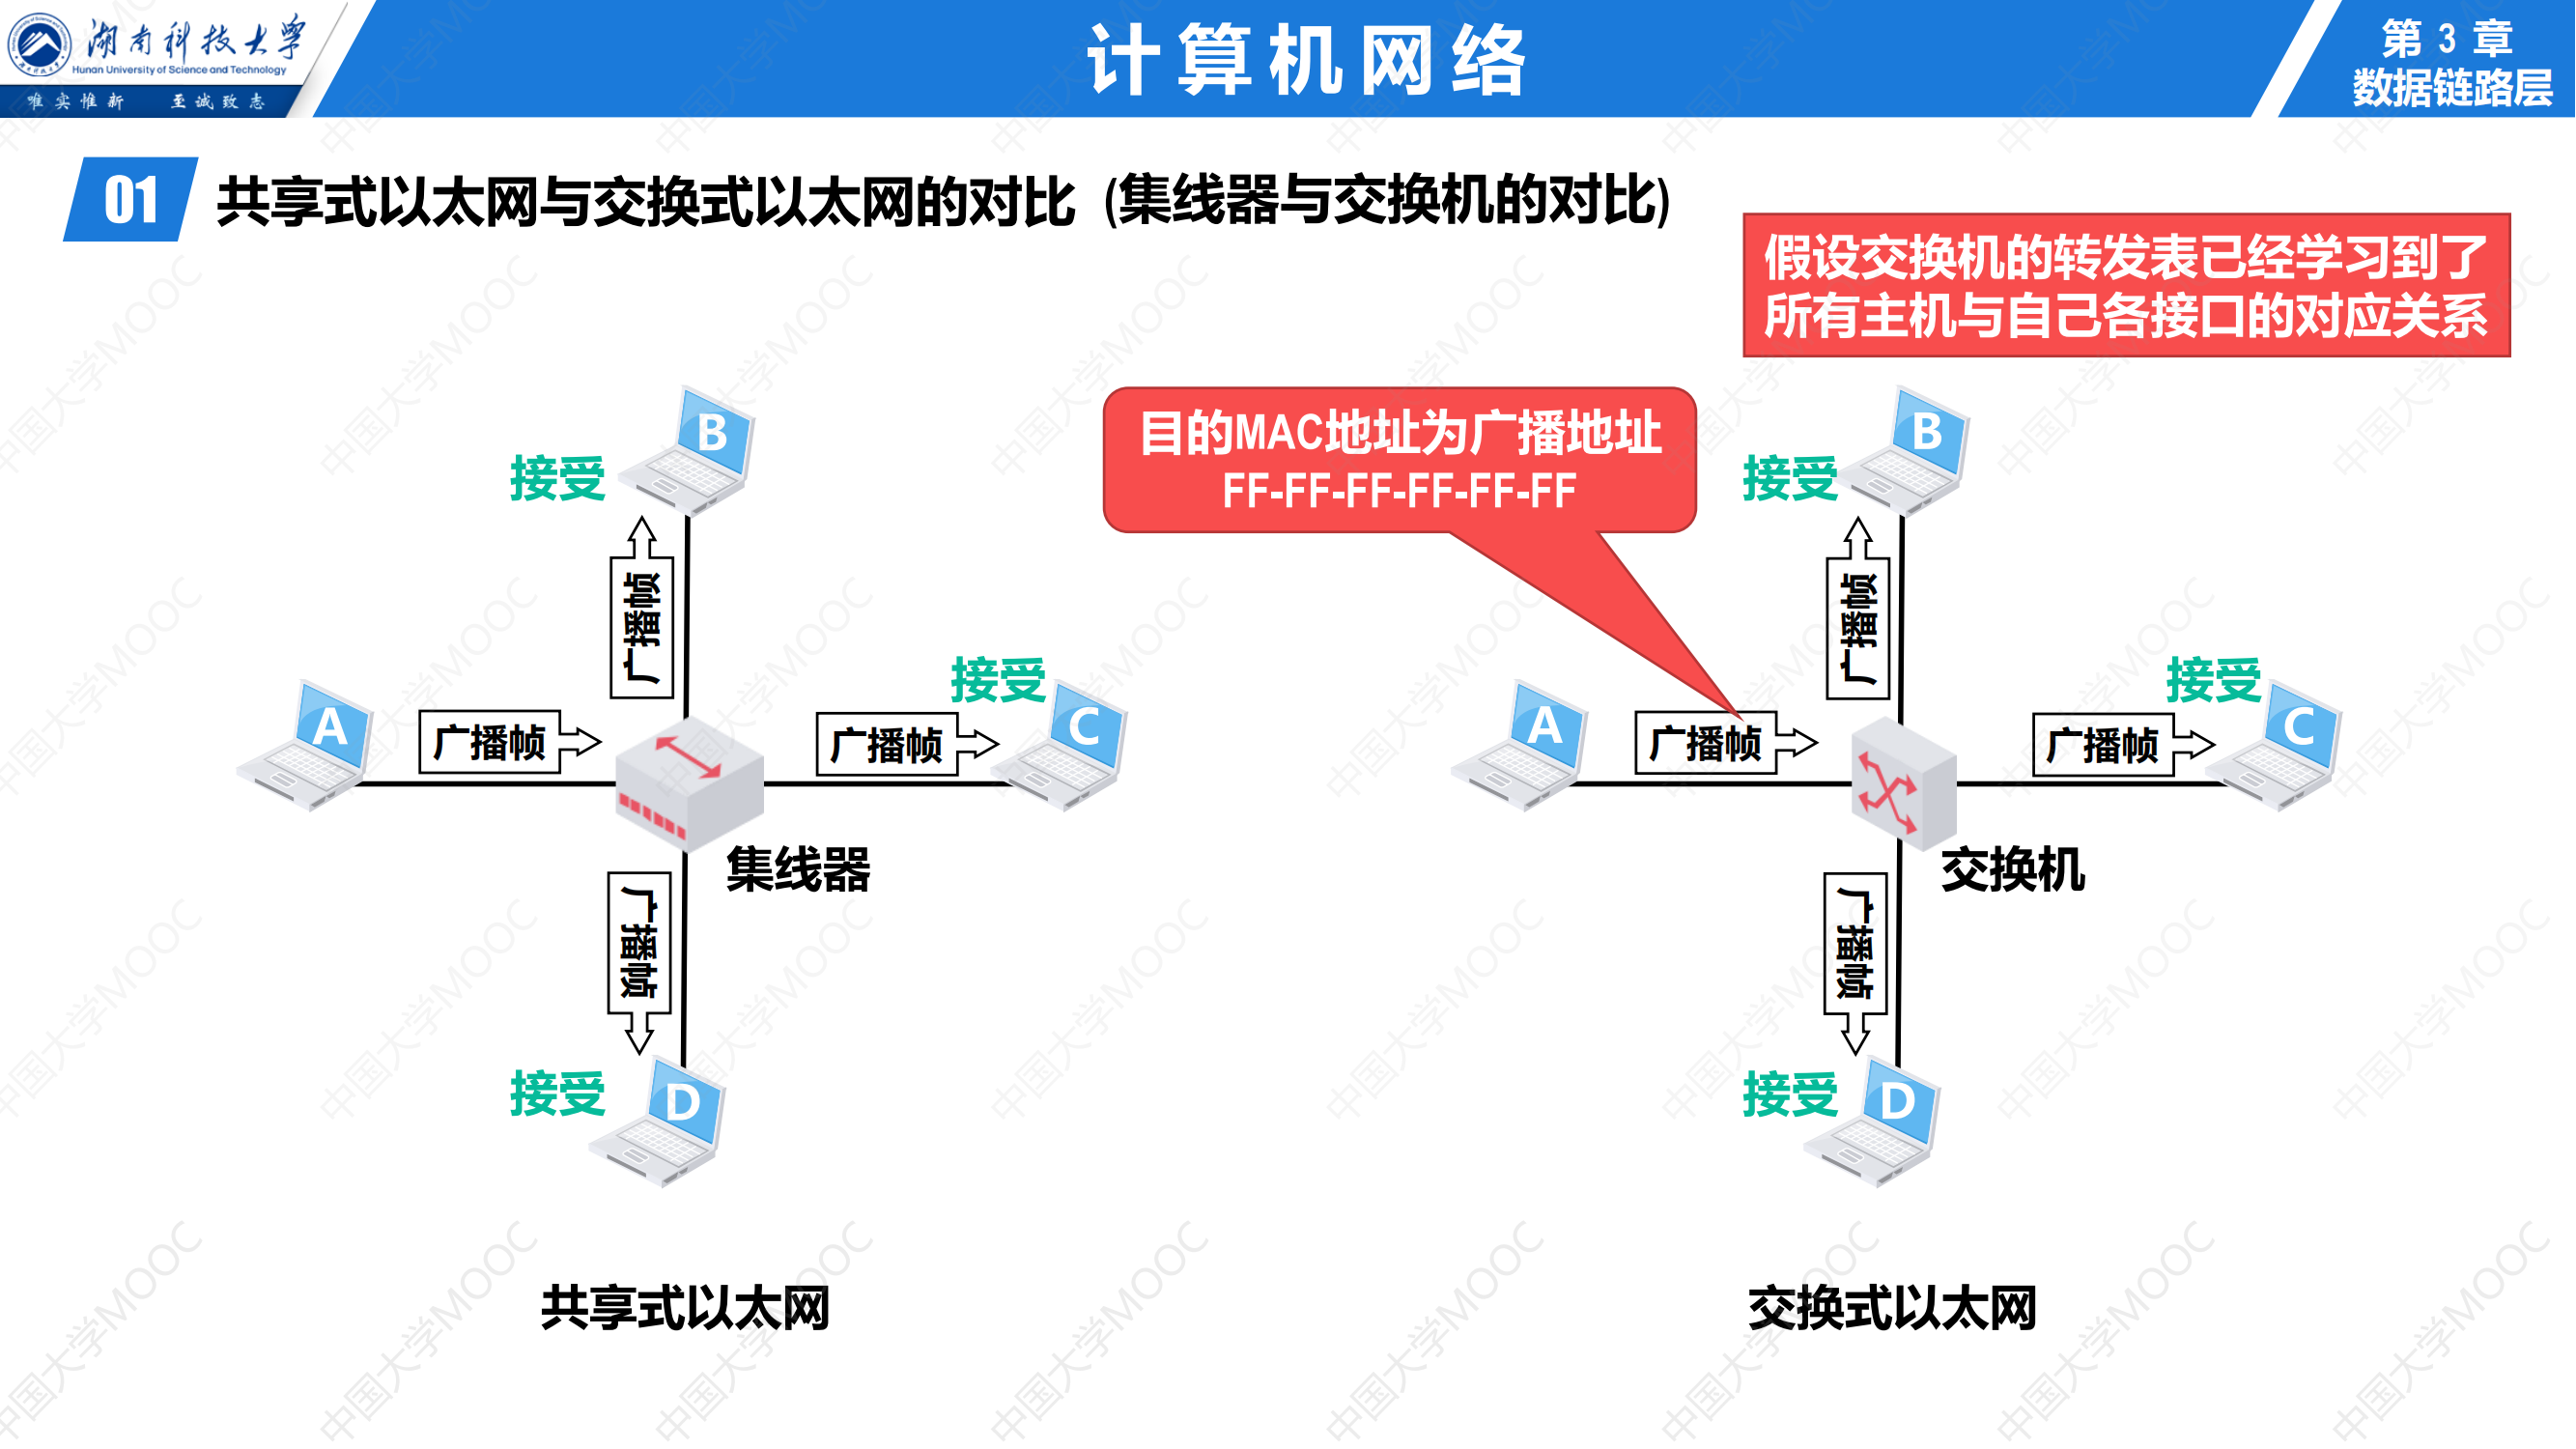 湖南科技大学
Hunan University of Science and Technology
唯实惟新 至诚致志
计算机网络
第 3 章
数据链路层
01
共享式以太网与交换式以太网的对比 (集线器与交换机的对比)
假设交换机的转发表已经学习到了
所有主机与自己各接口的对应关系
目的MAC地址为广播地址
FF-FF-FF-FF-FF-FF
B
接受
广播帧
A
广播帧
接受
C
广播帧
集线器
广播帧
接受
D
共享式以太网
B
接受
广播帧
A
广播帧
接受
C
广播帧
交换机
广播帧
接受
D
交换式以太网
中国大学MOOC